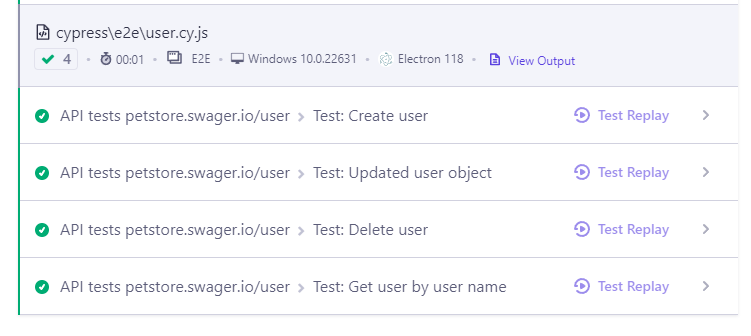 cypress\e2e\user.cy.js
4 00:01 E2E Windows 10.0.22631 Electron 118 View Output
API tests petstore.swager.io/user > Test: Create user Test Replay
API tests petstore.swager.io/user > Test: Updated user object Test Replay
API tests petstore.swager.io/user > Test: Delete user Test Replay
API tests petstore.swager.io/user > Test: Get user by user name Test Replay